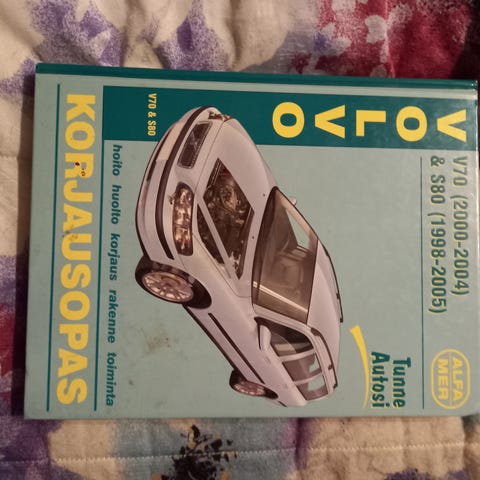 VOLVO
V70 (2000-2004)
& S80 (1998-2005)
ALFA
MER
Tunne
Autosi
V70 & S80
hoito huolto korjaus rakenne toiminta
KORJAUSOPAS